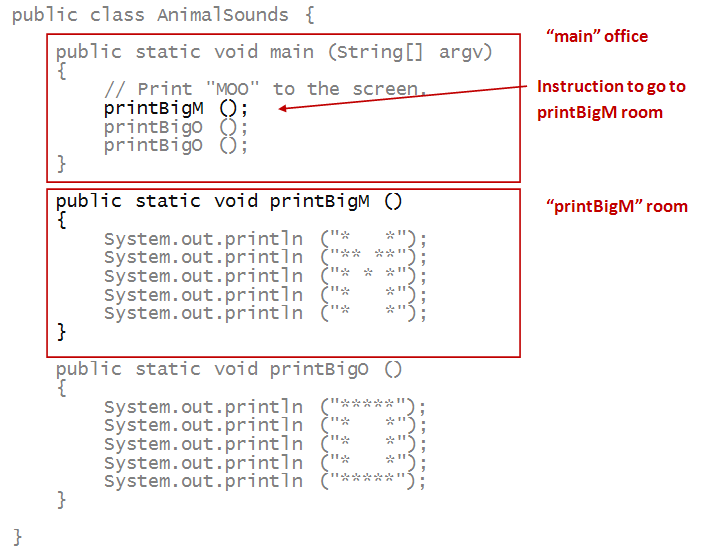 public class AnimalSounds {
“main” office
public static void main (String[] argv)
{
// Print "MOO" to the screen.
Instruction to go to
printBigM room
printBigM ();
printBigO ();
printBigO ();
}
public static void printBigM ()
“printBigM” room
{
System.out.println ("*   *");
System.out.println ("** **");
System.out.println ("* * *");
System.out.println ("*   *");
System.out.println ("*   *");
}
public static void printBigO ()
{
System.out.println ("*****");
System.out.println ("*   *");
System.out.println ("*   *");
System.out.println ("*   *");
System.out.println ("*****");
}
}